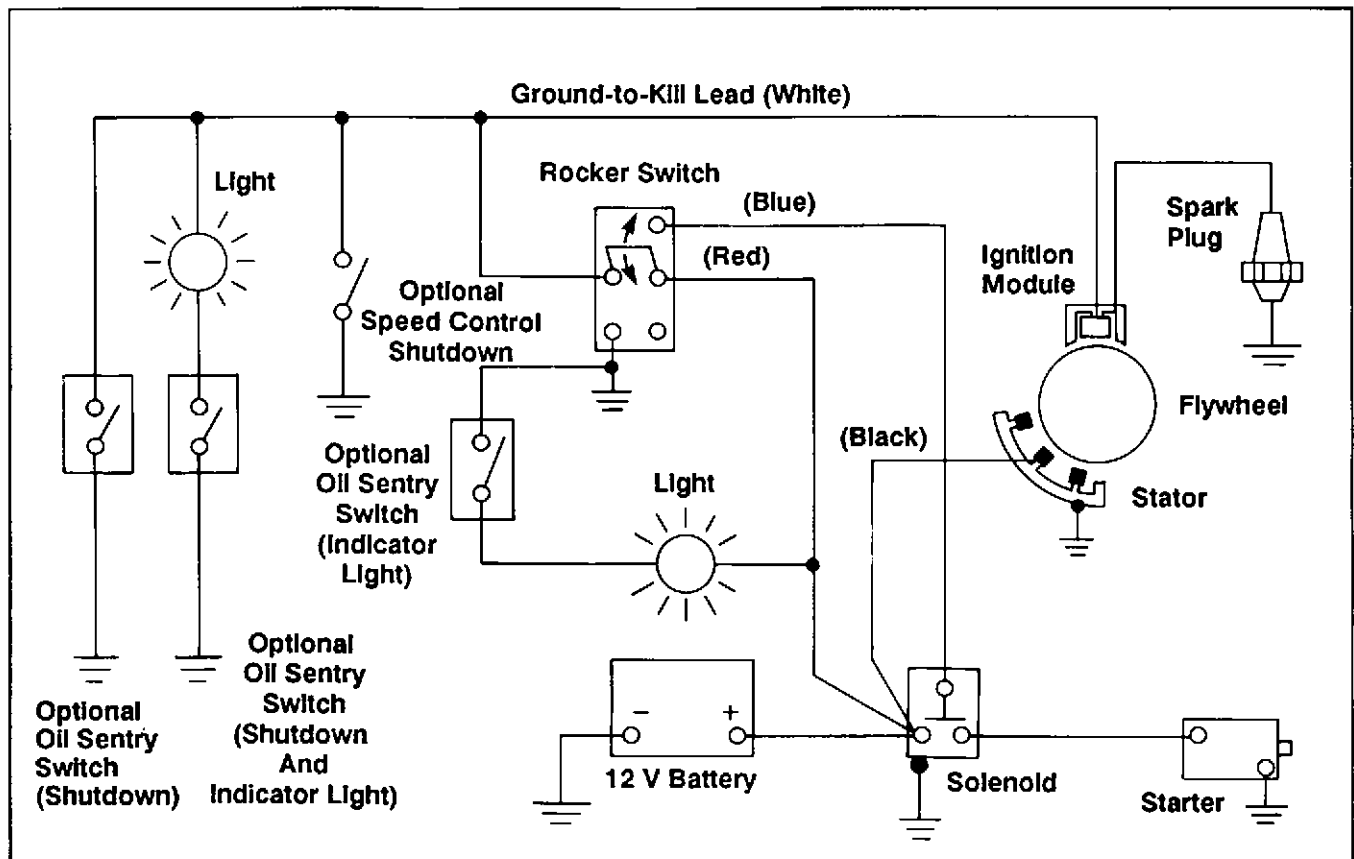 Ground-to-Kill Lead (White)
Light
Rocker Switch
(Blue)
(Red)
Optional
Speed Control
Shutdown
Ignition
Module
Spark
Plug
Flywheel
(Black)
Stator
Optional
Oil Sentry
Switch
(Indicator
Light)
Light
Optional
Oil Sentry
Switch
(Shutdown)
Optional
Oil Sentry
Switch
(Shutdown
And
Indicator Light)
− +
12 V Battery
Solenoid
Starter